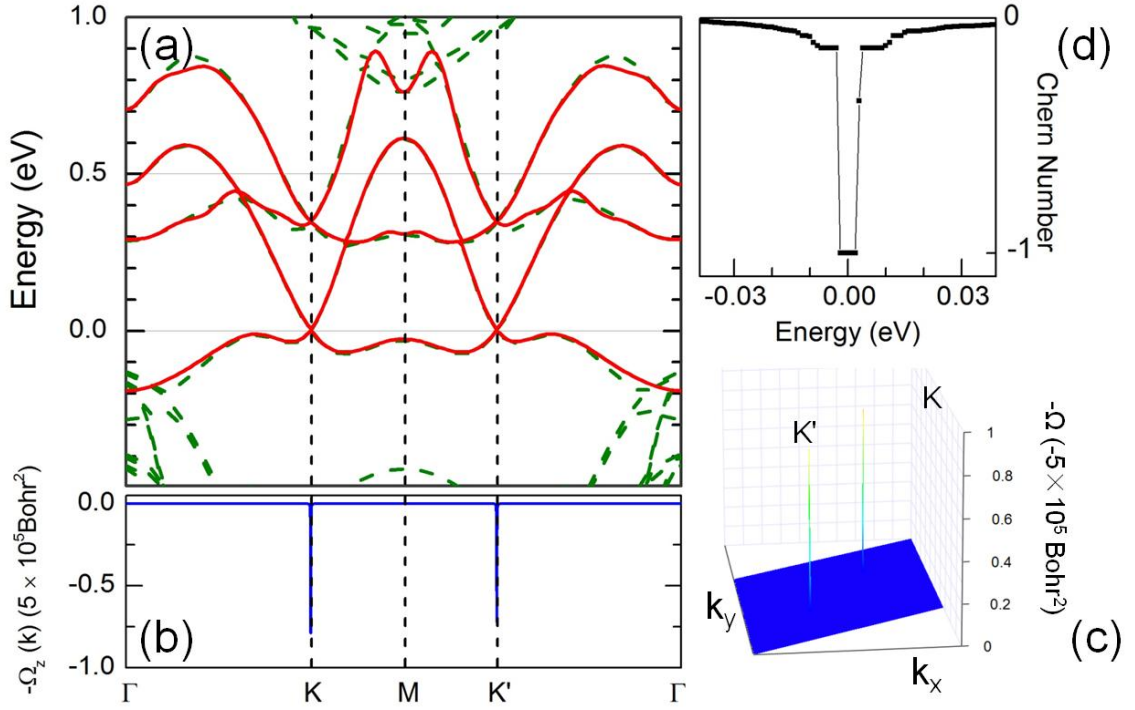 (a)
Energy (eV)
1.0
0.5
0.0
(b)
-Ωz (k) (5 × 10⁵Bohr²)
0.0
-0.5
-1.0
Γ K M K' Γ
(d)
0
-1
Chern Number
-0.03 0.00 0.03
Energy (eV)
K
K'
-Ω (-5 × 10⁵ Bohr²)
1
0.8
0.6
0.4
0.2
0
ky
kx
(c)